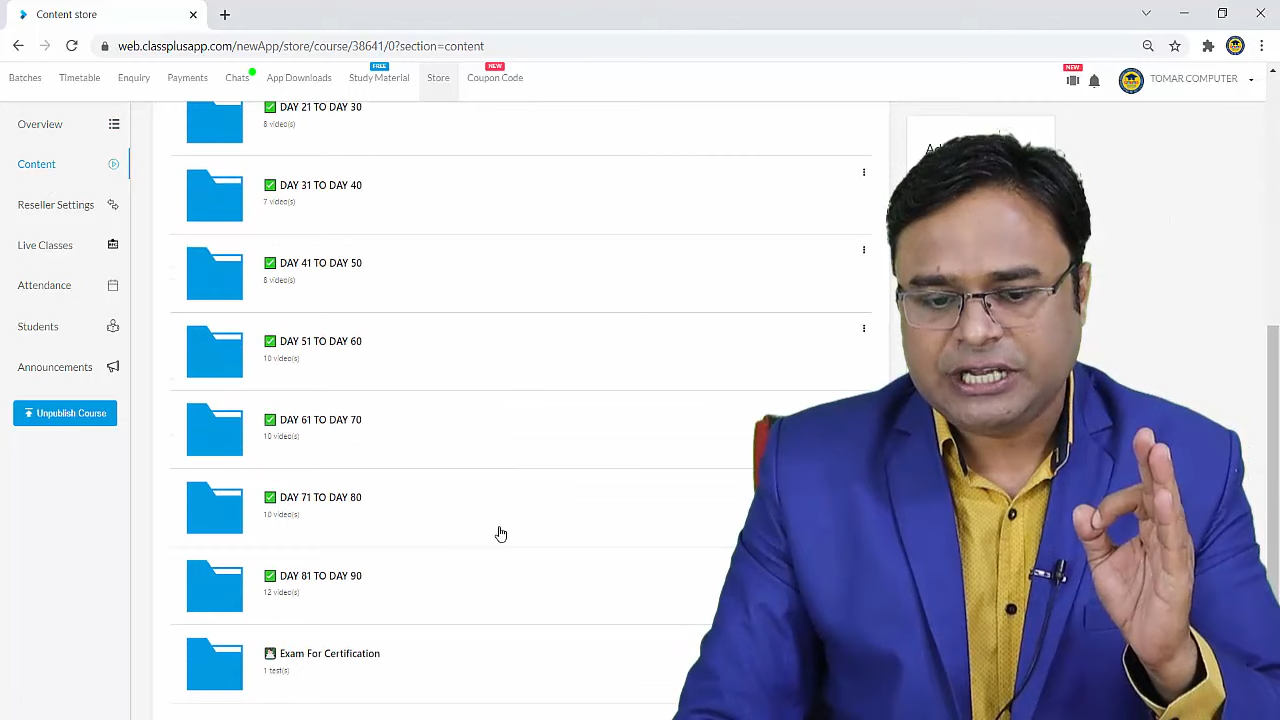 Content store
web.classplusapp.com/newApp/store/course/38641/0?section=content
FREE
NEW
NEW
Batches Timetable Enquiry Payments Chats App Downloads Study Material Store Coupon Code
TOMAR COMPUTER
Overview
Content
Reseller Settings
Live Classes
Attendance
Students
Announcements
Unpublish Course
DAY 21 TO DAY 30
8 video(s)
DAY 31 TO DAY 40
7 video(s)
DAY 41 TO DAY 50
8 video(s)
DAY 51 TO DAY 60
10 video(s)
DAY 61 TO DAY 70
10 video(s)
DAY 71 TO DAY 80
10 video(s)
DAY 81 TO DAY 90
12 video(s)
Exam For Certification
1 test(s)